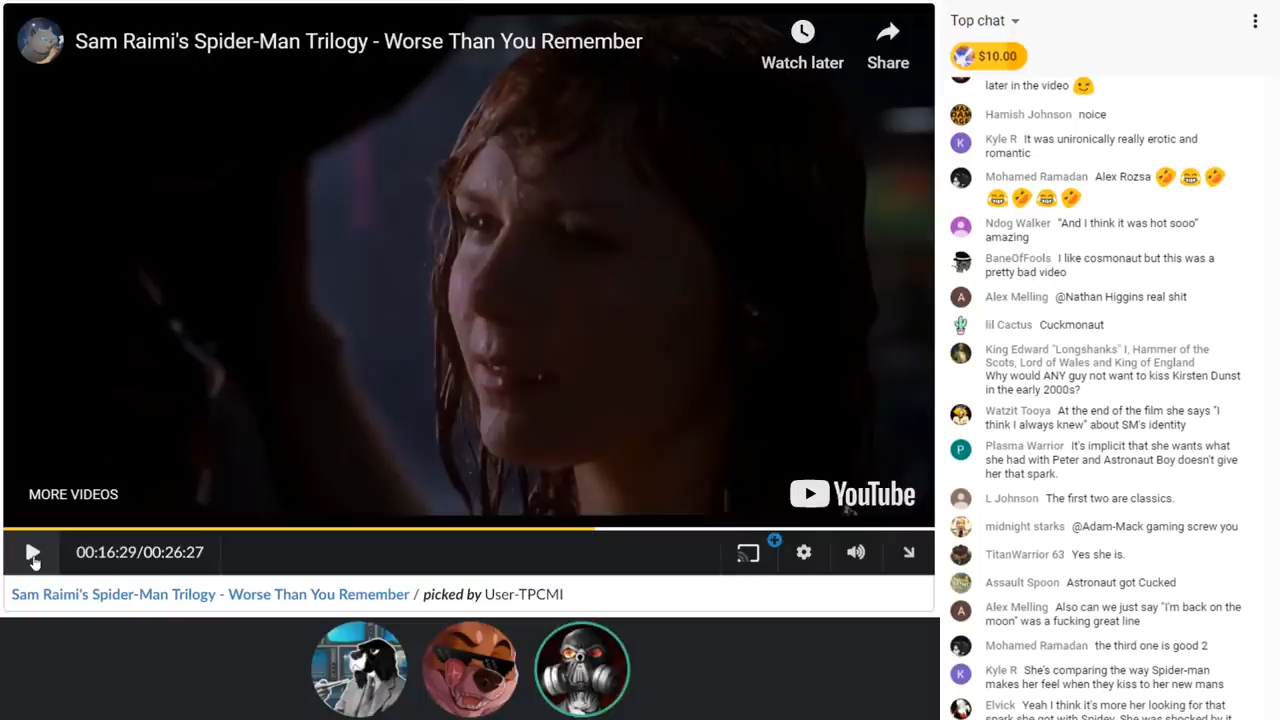 Sam Raimi's Spider-Man Trilogy - Worse Than You Remember
Watch later
Share
MORE VIDEOS
YouTube
00:16:29/00:26:27
Sam Raimi's Spider-Man Trilogy - Worse Than You Remember / picked by User-TPCMI
Top chat
$10.00
later in the video
Hamish Johnson noice
Kyle R It was unironically really erotic and
romantic
Mohamed Ramadan Alex Rozsa
Ndog Walker "And I think it was hot sooo"
amazing
BaneOfFools I like cosmonaut but this was a
pretty bad video
Alex Melling @Nathan Higgins real shit
lil Cactus Cuckmonaut
King Edward "Longshanks" I, Hammer of the
Scots, Lord of Wales and King of England
Why would ANY guy not want to kiss Kirsten Dunst
in the early 2000s?
Watzit Tooya At the end of the film she says "I
think I always knew" about SM's identity
Plasma Warrior It's implicit that she wants what
she had with Peter and Astronaut Boy doesn't give
her that spark.
L Johnson The first two are classics.
midnight starks @Adam-Mack gaming screw you
TitanWarrior 63 Yes she is.
Assault Spoon Astronaut got Cucked
Alex Melling Also can we just say "I'm back on the
moon" was a fucking great line
Mohamed Ramadan the third one is good 2
Kyle R She's comparing the way Spider-man
makes her feel when they kiss to her new mans
Elvick Yeah I think it's more her looking for that
spark she got with Spidey. She was shocked by it